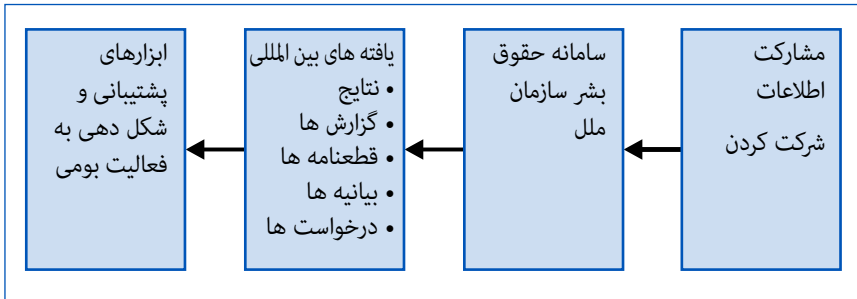 مشارکت
اطلاعات
شرکت کردن
سامانه حقوق
بشر سازمان
ملل
یافته های بین المللی
• نتایج
• گزارش ها
• قطعنامه ها
• بیانیه ها
• درخواست ها
ابزارهای
پشتیبانی و
شکل دهی به
فعالیت بومی